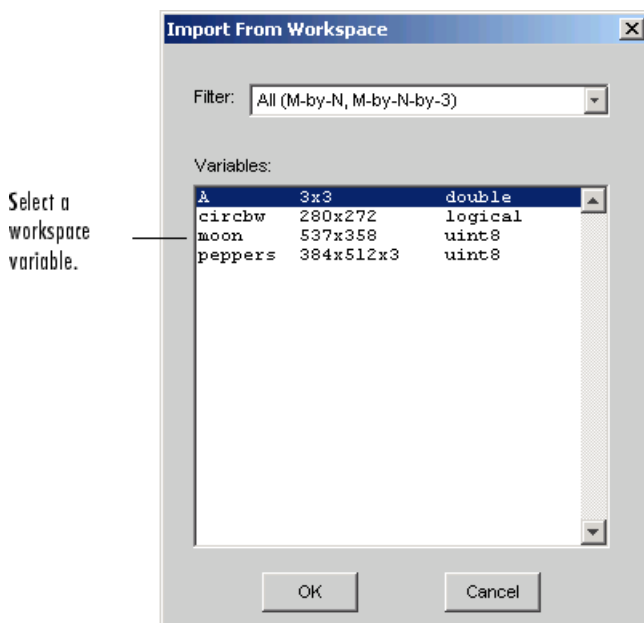 Import From Workspace
Filter: All (M-by-N, M-by-N-by-3)
Variables:
A 3x3 double
circbw 280x272 logical
moon 537x358 uint8
peppers 384x512x3 uint8
Select a
workspace
variable.
OK Cancel